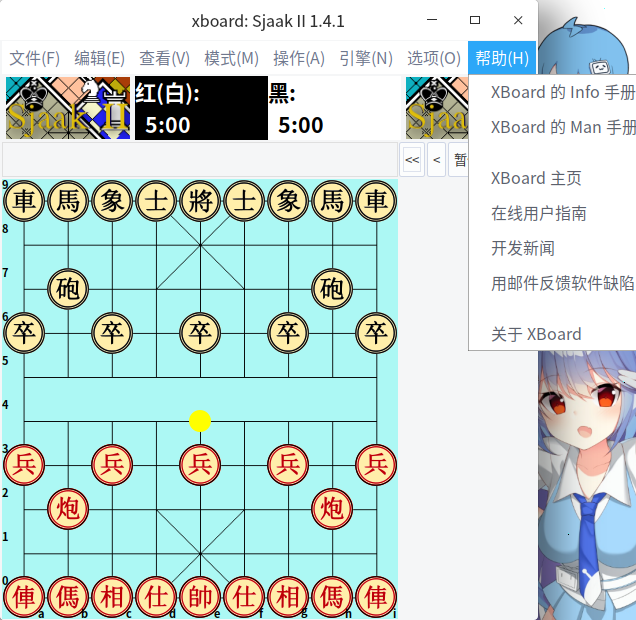 xboard: Sjaak II 1.4.1
文件(F) 编辑(E) 查看(V) 模式(M) 操作(A) 引擎(N) 选项(O) 帮助(H)
Sjaak II 红(白): 黑: Sjaak
5:00 5:00
<< < 暂
XBoard 的 Info 手册
XBoard 的 Man 手册
XBoard 主页
在线用户指南
开发新闻
用邮件反馈软件缺陷
关于 XBoard
9 車 馬 象 士 將 士 象 馬 車
8
7 砲 砲
6 卒 卒 卒 卒 卒
5
4
3 兵 兵 兵 兵 兵
2 炮 炮
1
0 俥 傌 相 仕 帥 仕 相 傌 俥
a b c d e f g h i